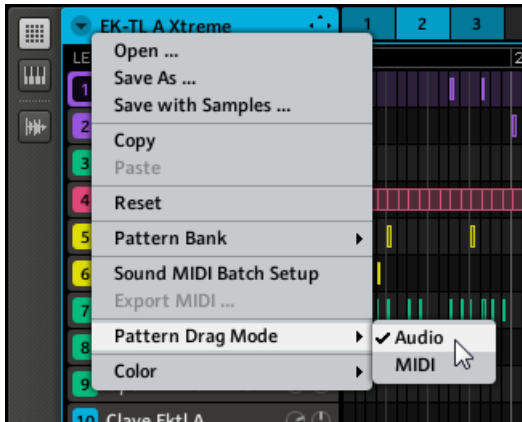 EK-TL A Xtreme 1 2 3
LE 2
1 Open ...
Save As ...
2 Save with Samples ...
Copy
3 Paste
4 Reset
5 Pattern Bank
6 Sound MIDI Batch Setup
7 Export MIDI ...
8 Pattern Drag Mode ✔ Audio
MIDI
9 Color
10 Clave Ektl A